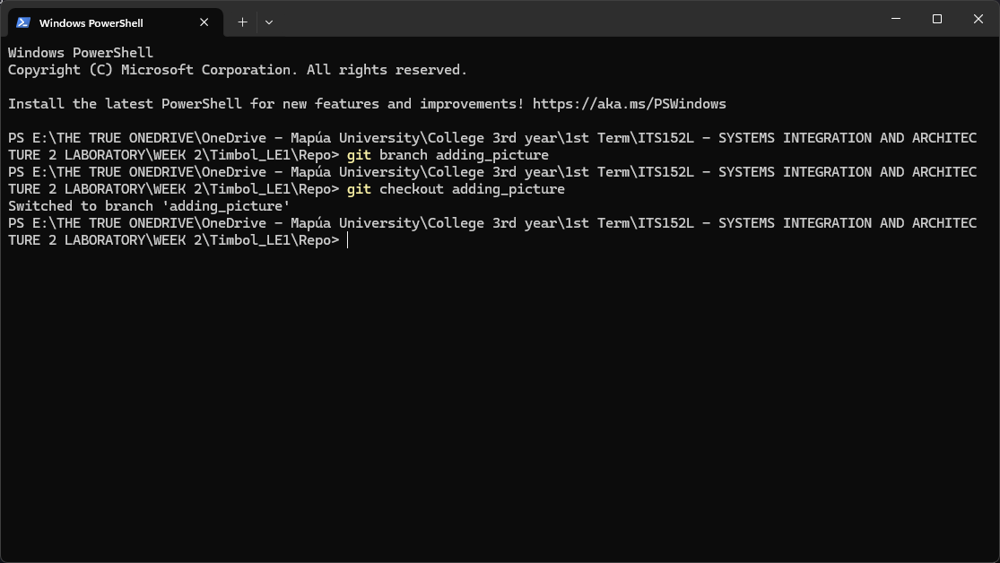 Windows PowerShell
Windows PowerShell
Copyright (C) Microsoft Corporation. All rights reserved.
Install the latest PowerShell for new features and improvements! https://aka.ms/PSWindows
PS E:\THE TRUE ONEDRIVE\OneDrive - Mapúa University\College 3rd year\1st Term\ITS152L - SYSTEMS INTEGRATION AND ARCHITEC
TURE 2 LABORATORY\WEEK 2\Timbol_LE1\Repo> git branch adding_picture
PS E:\THE TRUE ONEDRIVE\OneDrive - Mapúa University\College 3rd year\1st Term\ITS152L - SYSTEMS INTEGRATION AND ARCHITEC
TURE 2 LABORATORY\WEEK 2\Timbol_LE1\Repo> git checkout adding_picture
Switched to branch 'adding_picture'
PS E:\THE TRUE ONEDRIVE\OneDrive - Mapúa University\College 3rd year\1st Term\ITS152L - SYSTEMS INTEGRATION AND ARCHITEC
TURE 2 LABORATORY\WEEK 2\Timbol_LE1\Repo>